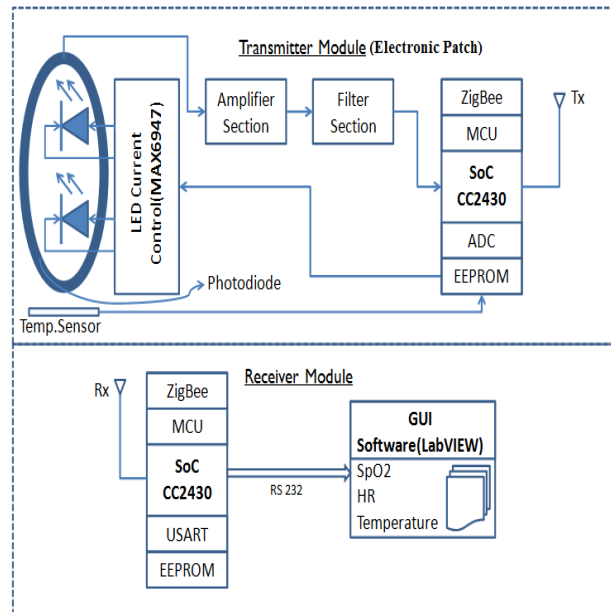 Transmitter Module (Electronic Patch)
LED Current
Control(MAX6947)
Amplifier
Section
Filter
Section
ZigBee
MCU
SoC
CC2430
ADC
EEPROM
Tx
Photodiode
Temp.Sensor
Receiver Module
Rx
ZigBee
MCU
SoC
CC2430
USART
EEPROM
RS 232
GUI
Software(LabVIEW)
SpO2
HR
Temperature